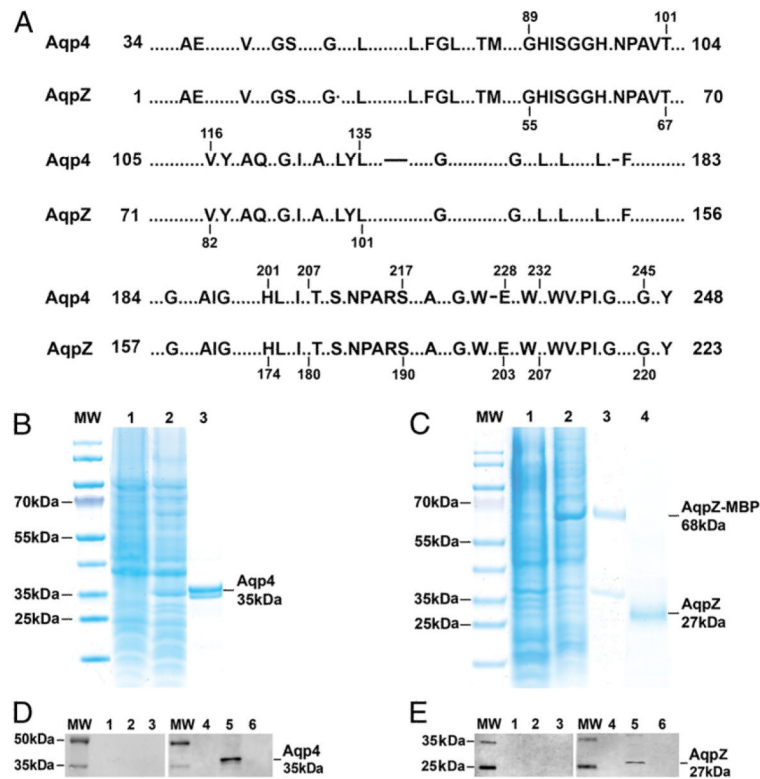 A
89 101
Aqp4 34 ......AE.......V....GS....G...L........L.FGL...TM....GHISGGH.NPAVT... 104
AqpZ 1 ......AE.......V....GS....G·..L........L.FGL...TM....GHISGGH.NPAVT... 70
55 67
116 135
Aqp4 105 .........V.Y..AQ..G.I..A..LYL...––.....G...........G...L..L....L.-F......... 183
AqpZ 71 .........V.Y..AQ..G.I..A..LYL............G...........G...L..L....L..F......... 156
82 101
201 207 217 228 232 245
Aqp4 184 ...G....AIG......HL...I..T..S.NPARS....A...G.W-E..W..WV.PI.G....G..Y 248
AqpZ 157 ...G....AIG......HL...I..T..S.NPARS....A...G.W..E..W..WV.PI.G....G..Y 223
174 180 190 203 207 220
B
MW 1 2 3
70kDa
55kDa
35kDa
25kDa
Aqp4
35kDa
C
MW 1 2 3 4
70kDa
55kDa
35kDa
25kDa
AqpZ-MBP
68kDa
AqpZ
27kDa
D
MW 1 2 3 MW 4 5 6
50kDa
35kDa
Aqp4
35kDa
E
MW 1 2 3 MW 4 5 6
35kDa
25kDa
AqpZ
27kDa